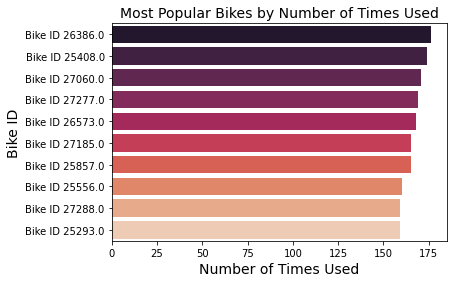 Most Popular Bikes by Number of Times Used
Bike ID
Bike ID 26386.0
Bike ID 25408.0
Bike ID 27060.0
Bike ID 27277.0
Bike ID 26573.0
Bike ID 27185.0
Bike ID 25857.0
Bike ID 25556.0
Bike ID 27288.0
Bike ID 25293.0
0 25 50 75 100 125 150 175
Number of Times Used